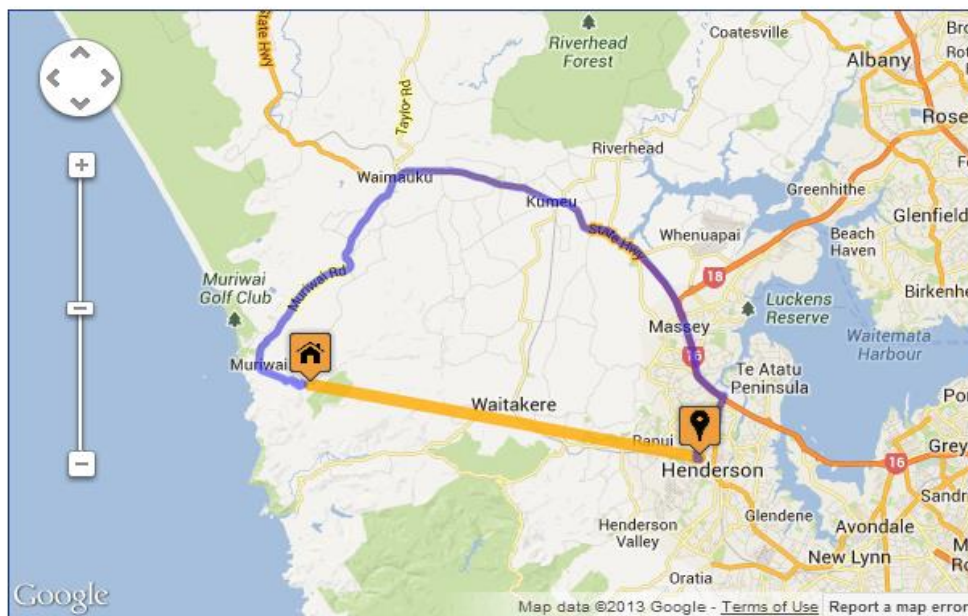 State Hwy
Taylor Rd
Riverhead
Forest
Coatesville
Albany
Waimauku
Riverhead
Kumeu
Greenhithe
Glenfield
State Hwy
Whenuapai
Beach
Haven
Muriwai
Golf Club
Muriwai Rd
18
Luckens
Reserve
Birkenhe
Massey
16
Waitemata
Harbour
Muriwai
Te Atatu
Peninsula
Waitakere
Ranui
Henderson
16
Grey
Henderson
Valley
Glendene
Avondale
New Lynn
Oratia
Sandr
Google
Map data ©2013 Google - Terms of Use
Report a map error